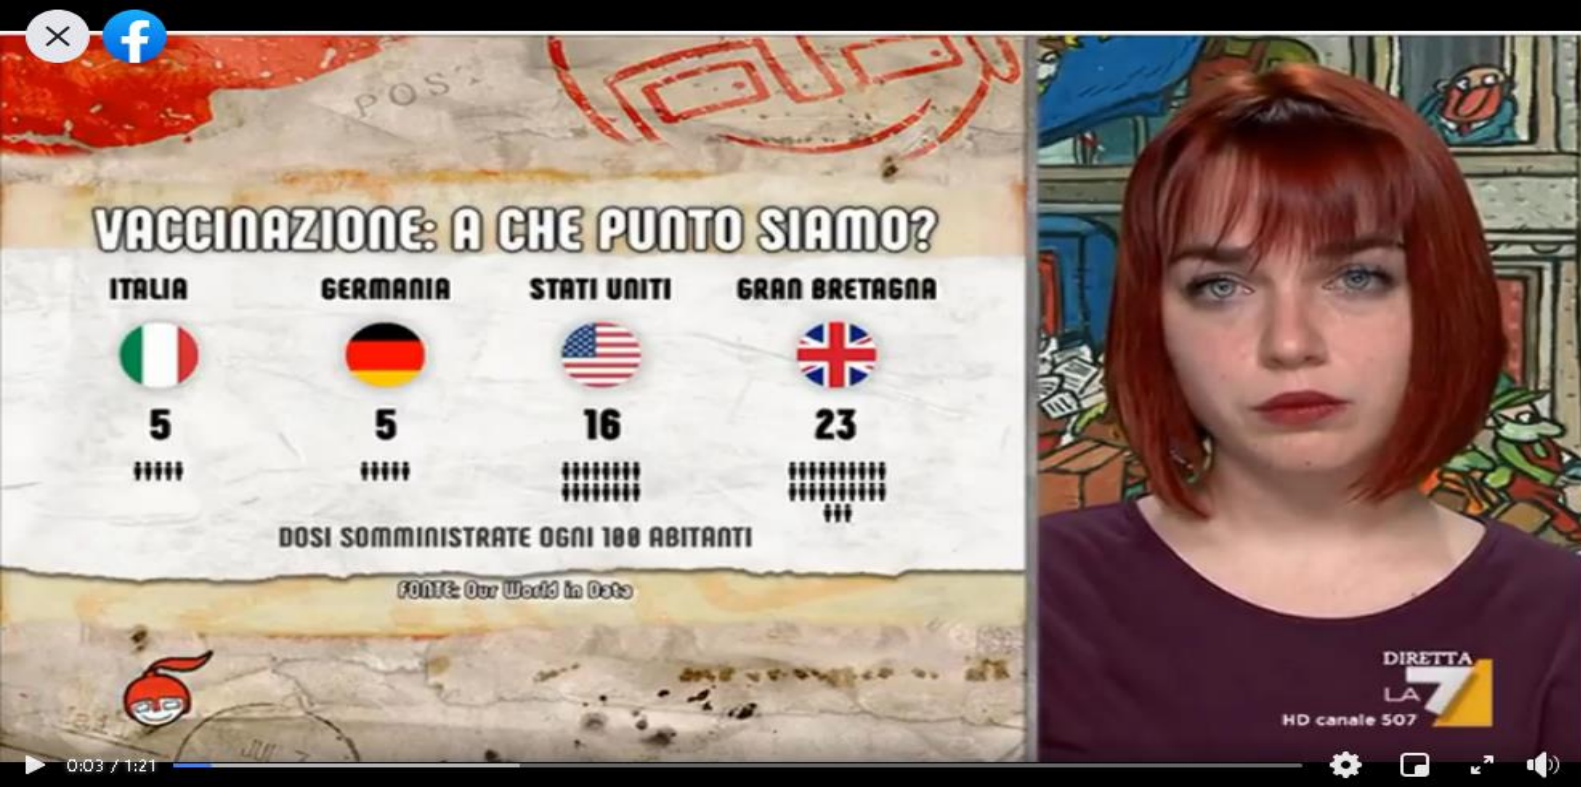 POST
VACCINAZIONE: A CHE PUNTO SIAMO?
ITALIA GERMANIA STATI UNITI GRAN BRETAGNA
5 5 16 23
DOSI SOMMINISTRATE OGNI 100 ABITANTI
FONTE: Our World in Data
DIRETTA
LA7
HD canale 507
0:03 / 1:21